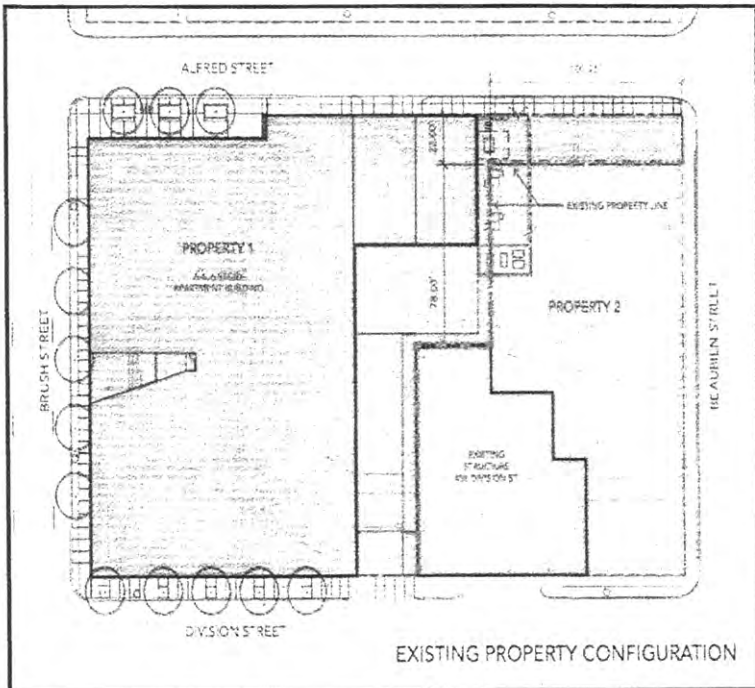 ALFRED STREET
22.00'
EXISTING PROPERTY LINE
PROPERTY 1
APARTMENT BUILDING
78.00'
PROPERTY 2
BRUSH STREET
BEAUBIEN STREET
EXISTING
STRUCTURE
DIVISION ST
DIVISION STREET
EXISTING PROPERTY CONFIGURATION